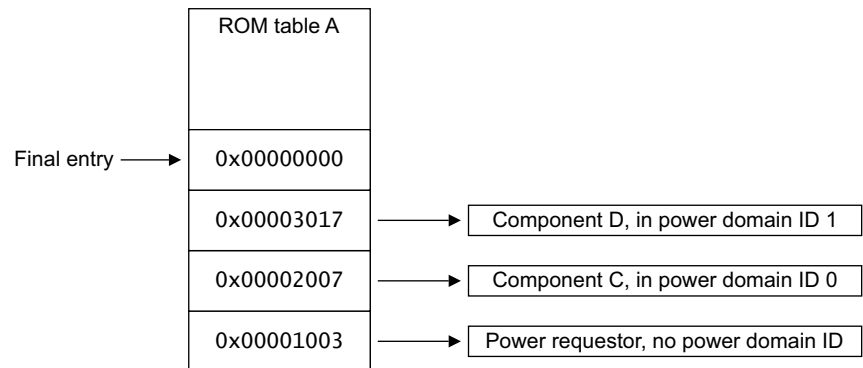 ROM table A
Final entry
0x00000000
0x00003017
Component D, in power domain ID 1
0x00002007
Component C, in power domain ID 0
0x00001003
Power requestor, no power domain ID